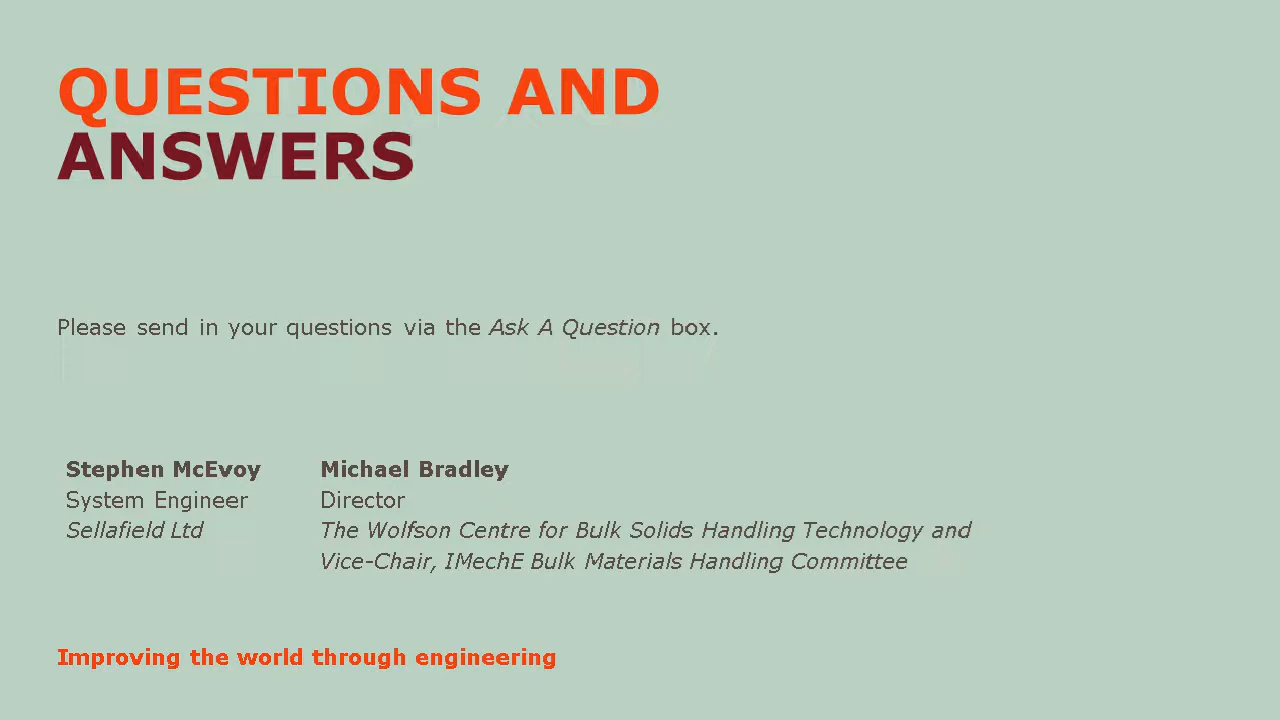 QUESTIONS AND
ANSWERS
Please send in your questions via the Ask A Question box.
Stephen McEvoy
System Engineer
Sellafield Ltd
Michael Bradley
Director
The Wolfson Centre for Bulk Solids Handling Technology and
Vice-Chair, IMechE Bulk Materials Handling Committee
Improving the world through engineering